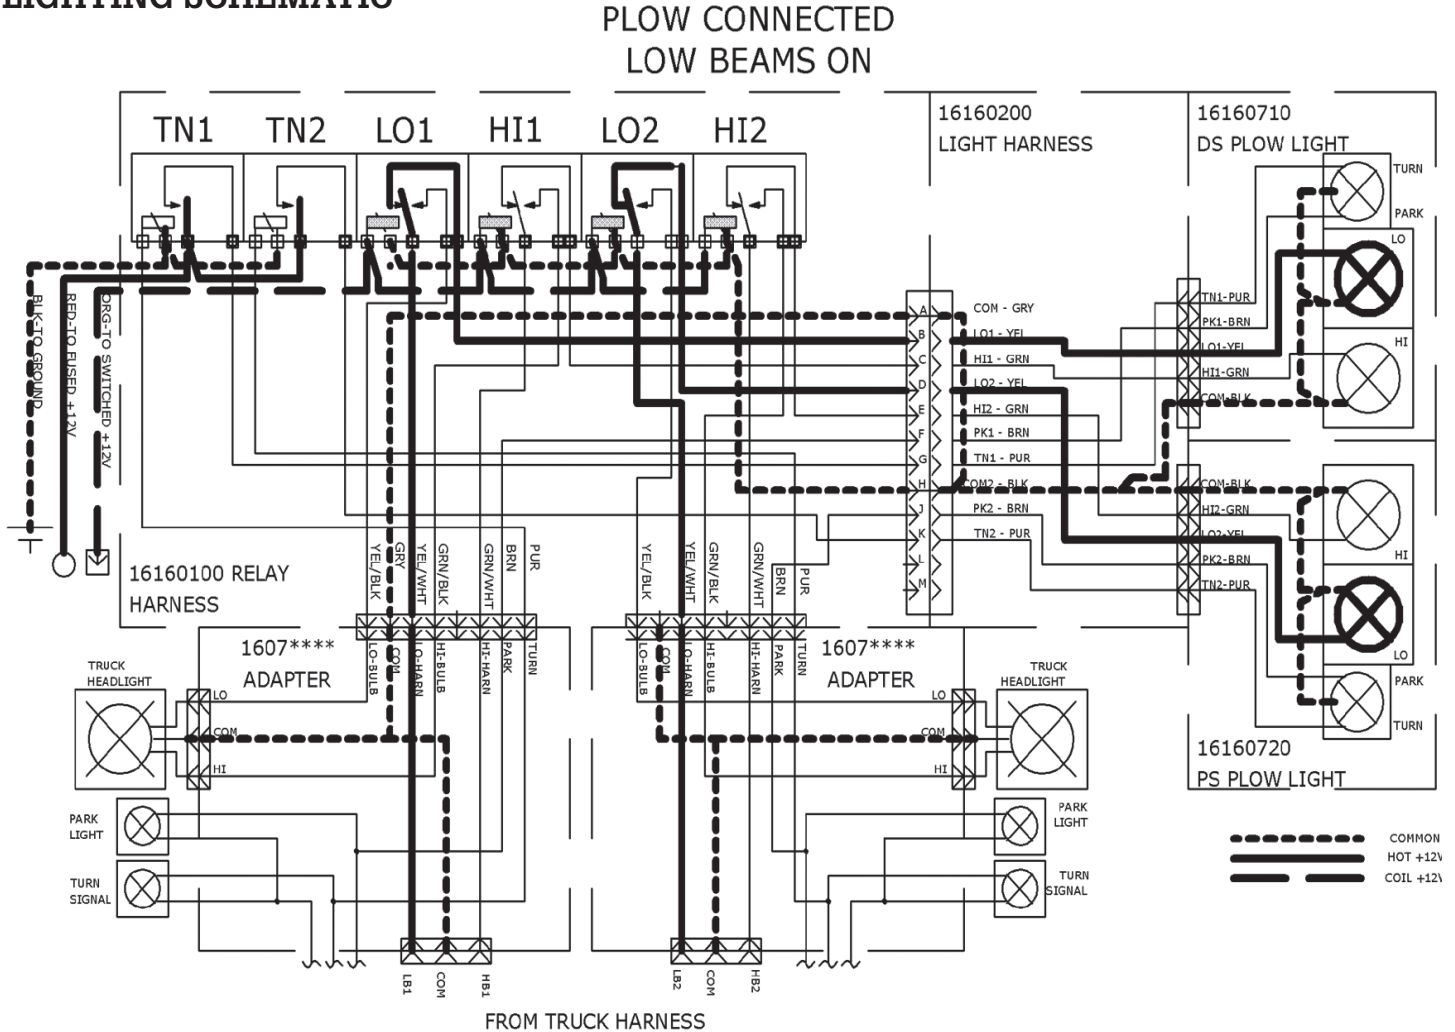 LIGHTING SCHEMATIC
PLOW CONNECTED
LOW BEAMS ON
TN1
TN2
LO1
HI1
LO2
HI2
16160200
LIGHT HARNESS
16160710
DS PLOW LIGHT
TURN
PARK
LO
HI
BLK-TO GROUND
RED-TO FUSED +12V
ORG-TO SWITCHED +12V
A
B
C
D
E
F
G
H
J
K
L
M
COM - GRY
LO1 - YEL
HI1 - GRN
LO2 - YEL
HI2 - GRN
PK1 - BRN
TN1 - PUR
COM2 - BLK
PK2 - BRN
TN2 - PUR
TN1-PUR
PK1-BRN
LO1-YEL
HI1-GRN
COM-BLK
COM-BLK
HI2-GRN
LO2-YEL
PK2-BRN
TN2-PUR
HI
LO
PARK
TURN
16160720
PS PLOW LIGHT
16160100 RELAY
HARNESS
YEL/BLK
GRY
YEL/WHT
GRN/BLK
GRN/WHT
BRN
PUR
YEL/BLK
YEL/WHT
GRN/BLK
GRN/WHT
BRN
PUR
1607****
ADAPTER
LO-BULB
COM
LO-HARN
HI-BULB
HI-HARN
PARK
TURN
LO-BULB
COM
LO-HARN
HI-BULB
HI-HARN
PARK
TURN
1607****
ADAPTER
TRUCK
HEADLIGHT
LO
COM
HI
LO
COM
HI
TRUCK
HEADLIGHT
PARK
LIGHT
TURN
SIGNAL
PARK
LIGHT
TURN
SIGNAL
LB1
COM
HB1
LB2
COM
HB2
FROM TRUCK HARNESS
COMMON
HOT +12V
COIL +12V